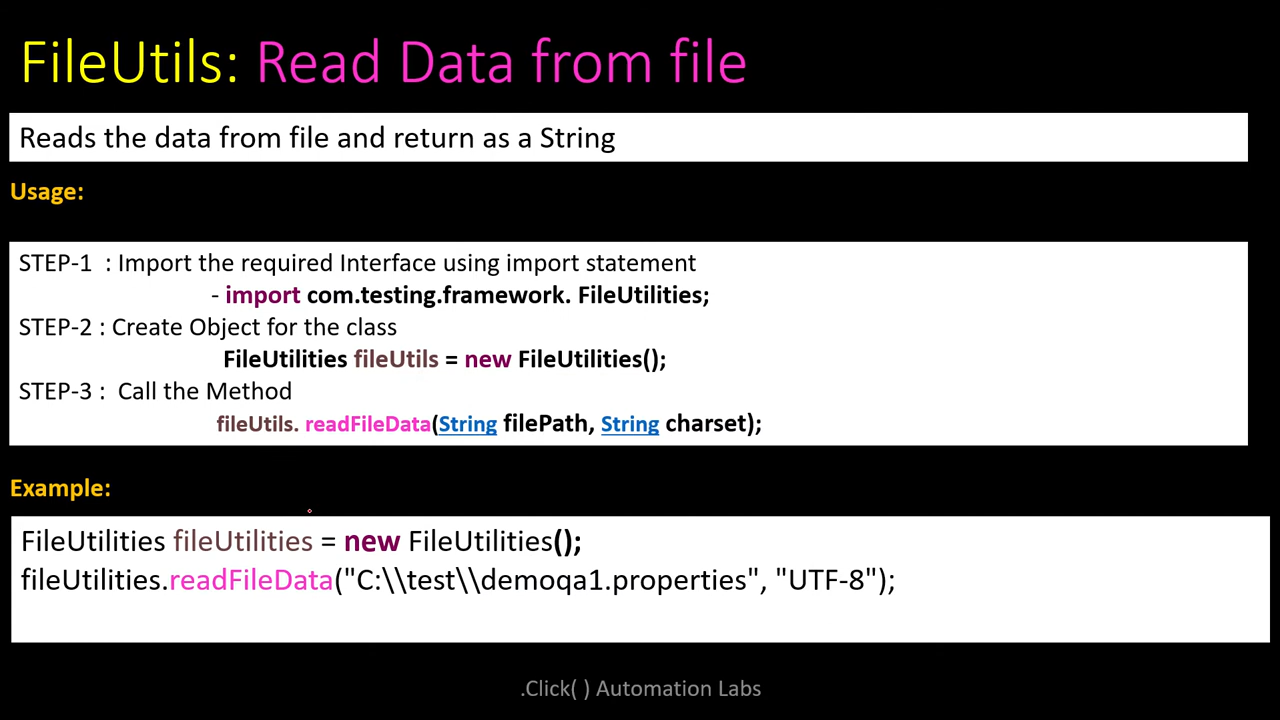 FileUtils: Read Data from file
Reads the data from file and return as a String
Usage:
STEP-1 : Import the required Interface using import statement
- import com.testing.framework. FileUtilities;
STEP-2 : Create Object for the class
FileUtilities fileUtils = new FileUtilities();
STEP-3 : Call the Method
fileUtils. readFileData(String filePath, String charset);
Example:
FileUtilities fileUtilities = new FileUtilities();
fileUtilities.readFileData("C:\\test\\demoqa1.properties", "UTF-8");
.Click( ) Automation Labs